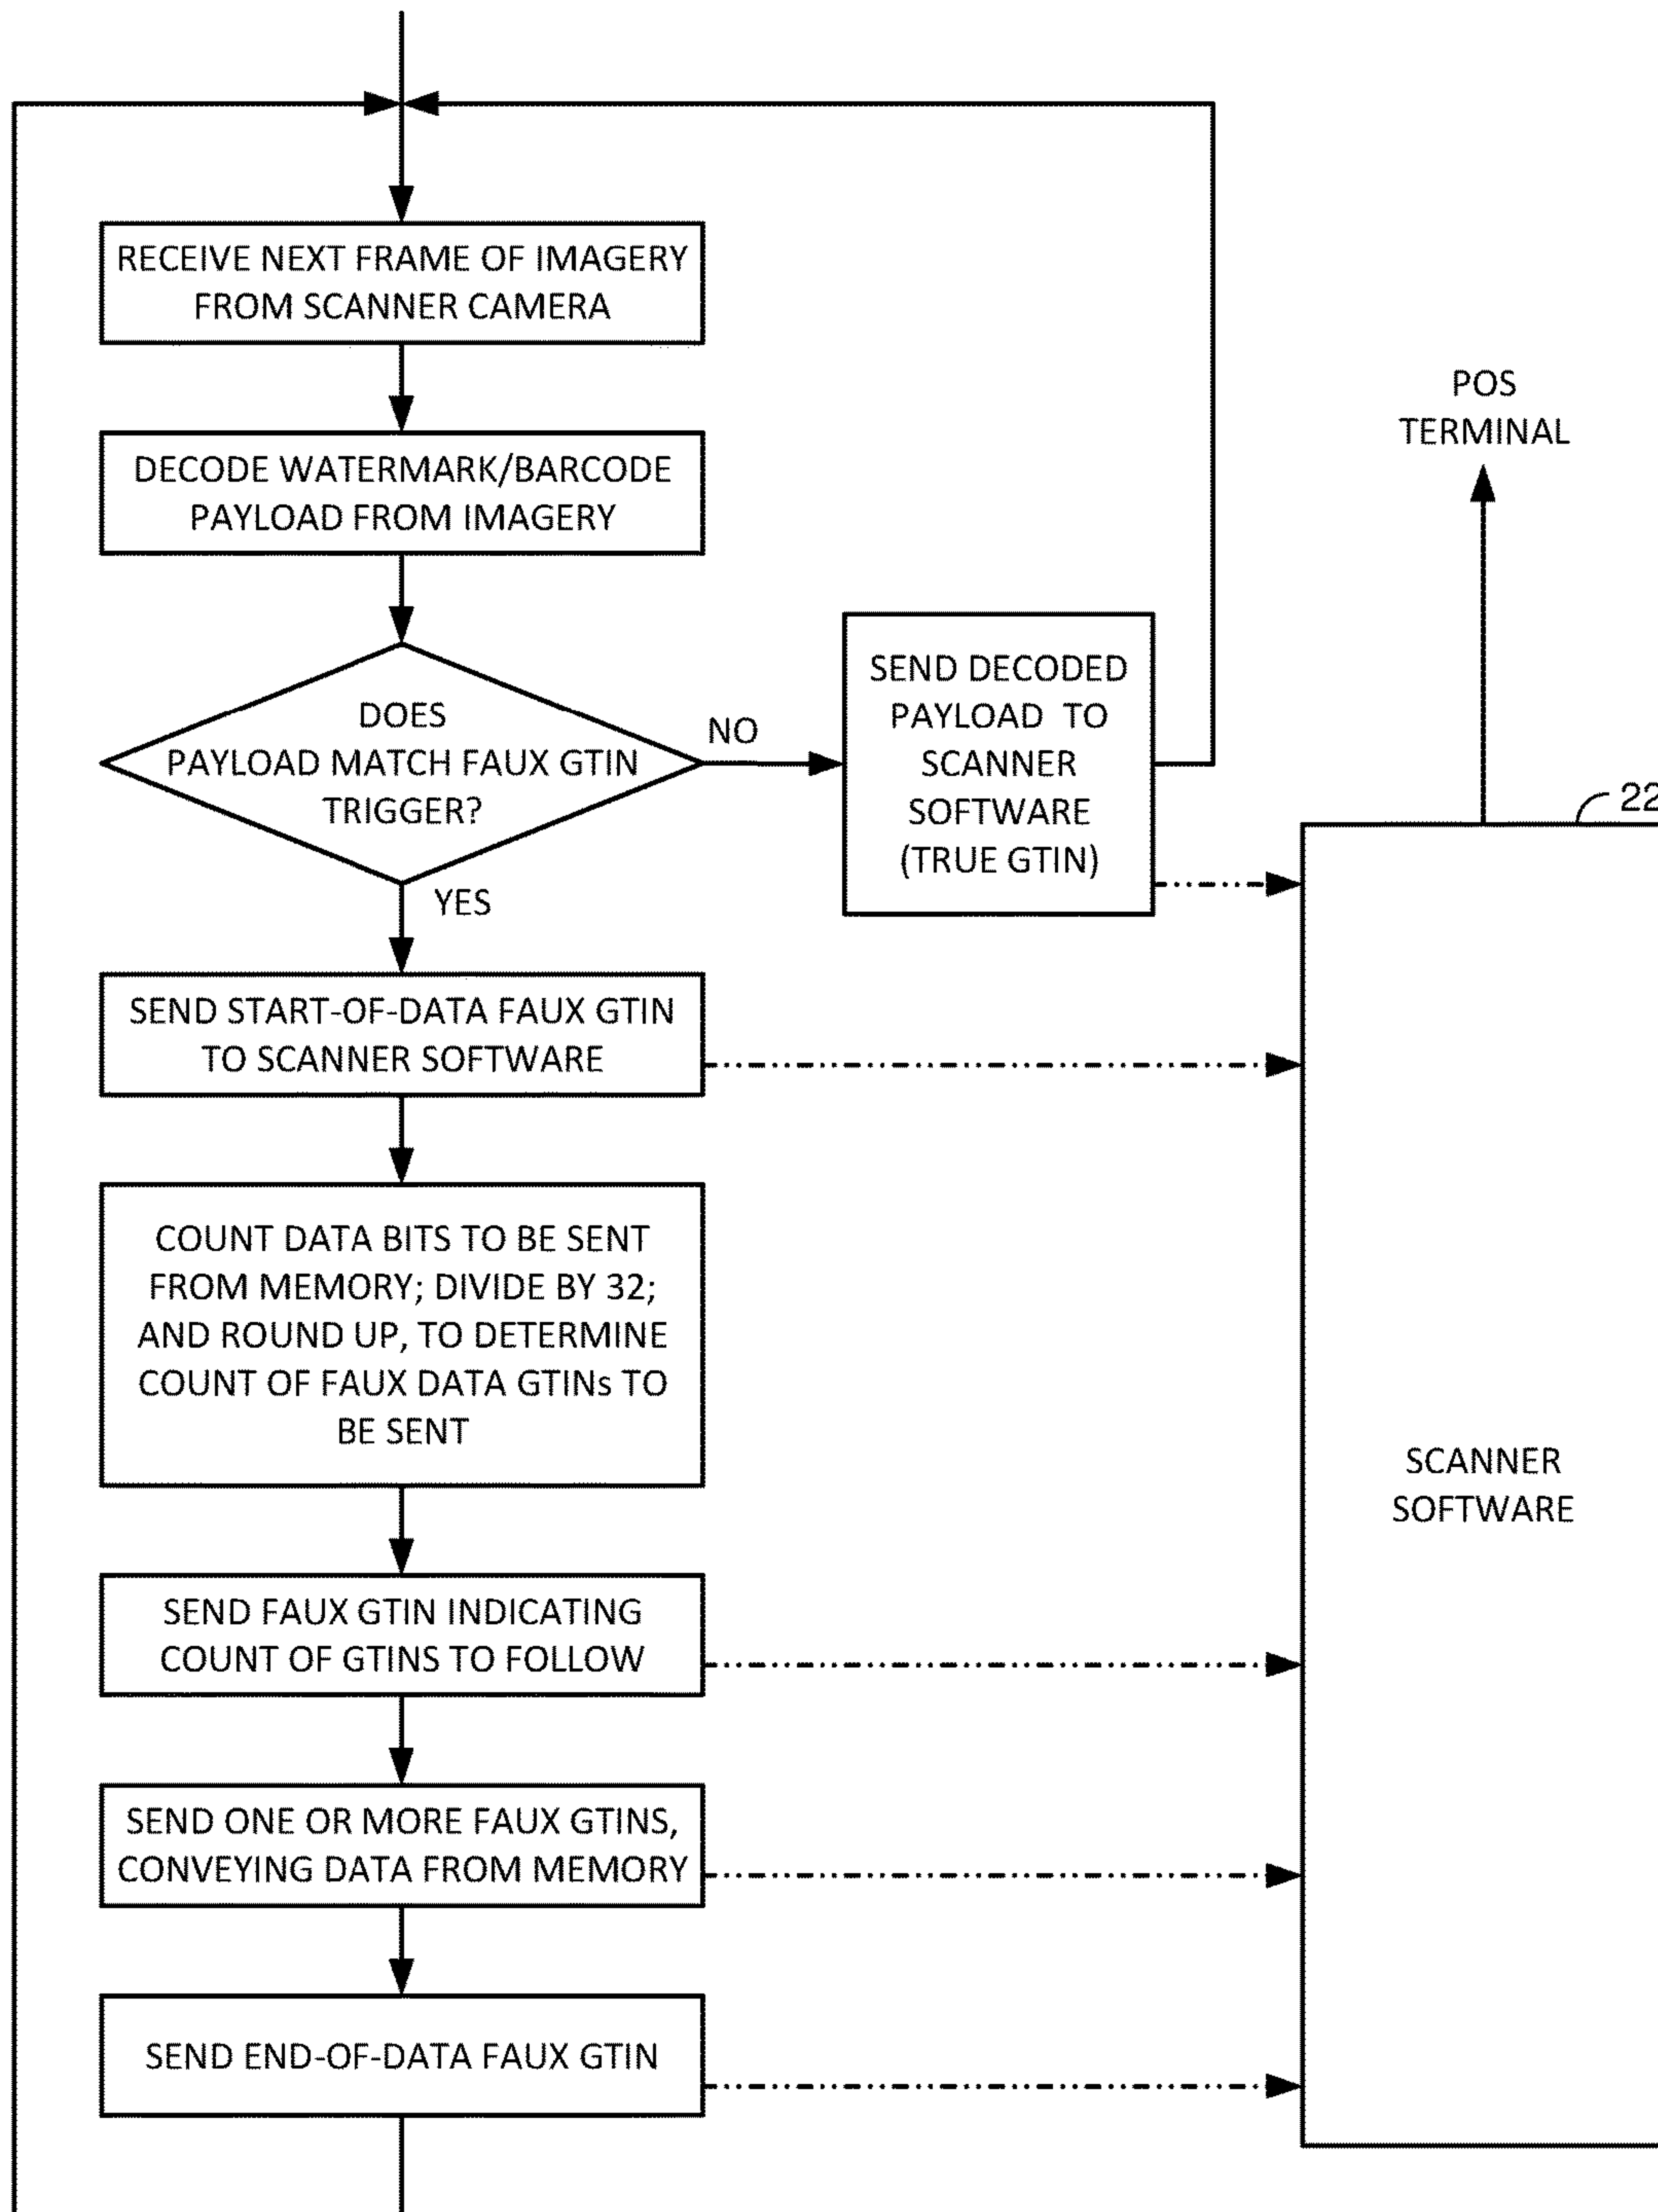 RECEIVE NEXT FRAME OF IMAGERY
FROM SCANNER CAMERA
DECODE WATERMARK/BARCODE
PAYLOAD FROM IMAGERY
DOES
PAYLOAD MATCH FAUX GTIN
TRIGGER?
NO
YES
SEND DECODED
PAYLOAD TO
SCANNER
SOFTWARE
(TRUE GTIN)
POS
TERMINAL
22
SEND START-OF-DATA FAUX GTIN
TO SCANNER SOFTWARE
COUNT DATA BITS TO BE SENT
FROM MEMORY; DIVIDE BY 32;
AND ROUND UP, TO DETERMINE
COUNT OF FAUX DATA GTINs TO
BE SENT
SCANNER
SOFTWARE
SEND FAUX GTIN INDICATING
COUNT OF GTINS TO FOLLOW
SEND ONE OR MORE FAUX GTINS,
CONVEYING DATA FROM MEMORY
SEND END-OF-DATA FAUX GTIN